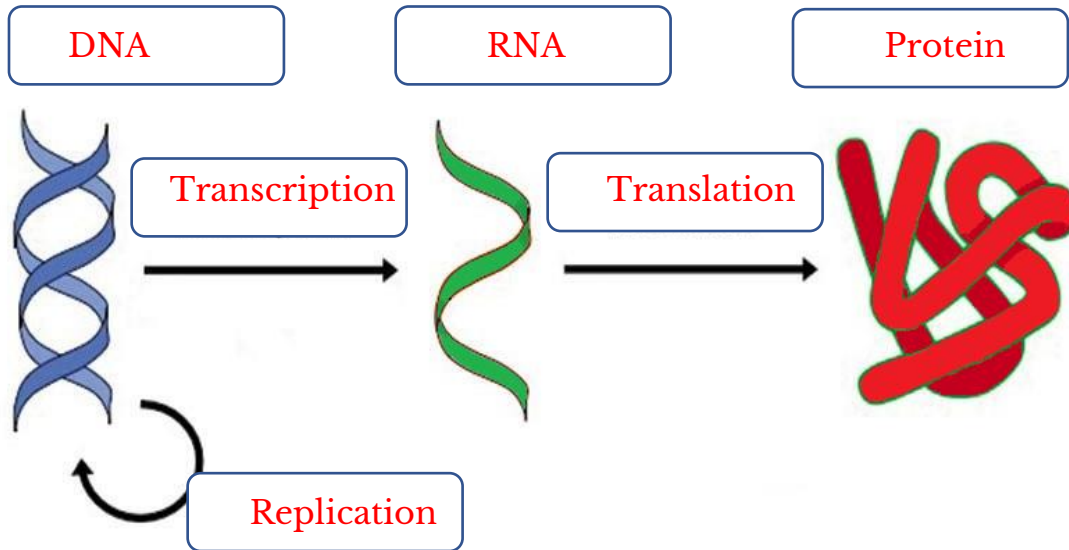 DNA
RNA
Protein
Transcription
Translation
Replication